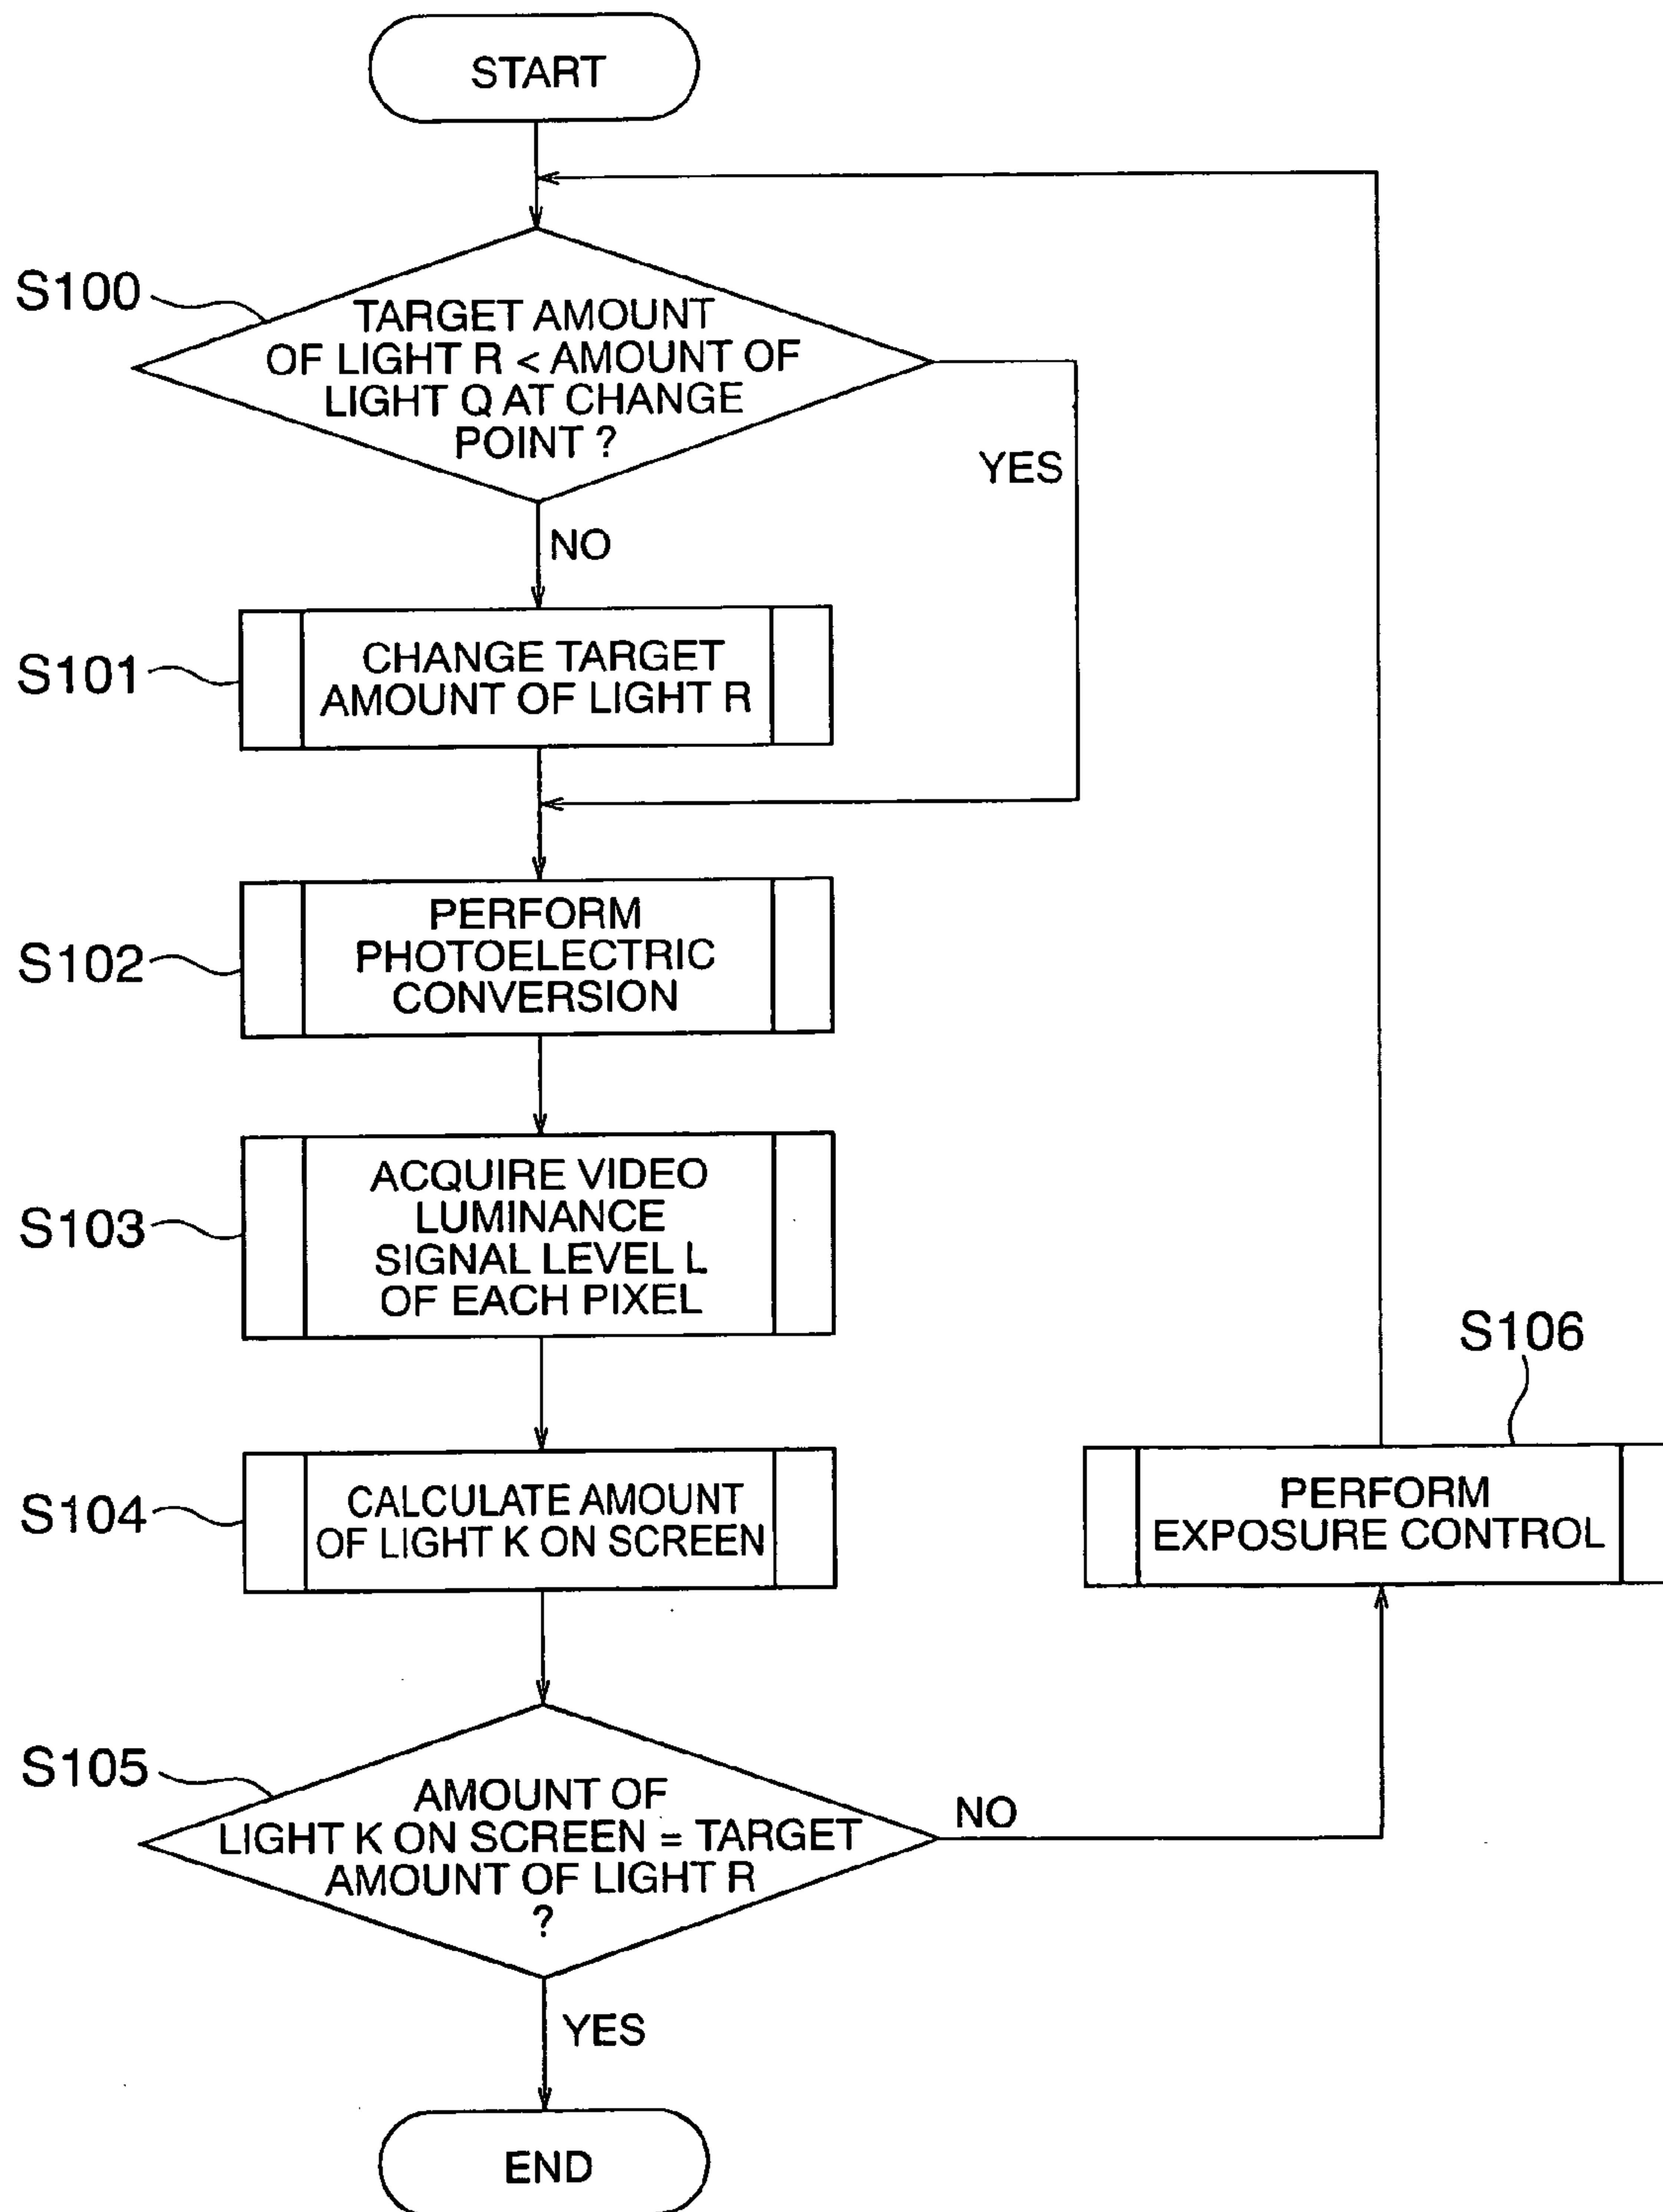 START
S100
TARGET AMOUNT
OF LIGHT R < AMOUNT OF
LIGHT Q AT CHANGE
POINT ?
YES
NO
S101
CHANGE TARGET
AMOUNT OF LIGHT R
S102
PERFORM
PHOTOELECTRIC
CONVERSION
S103
ACQUIRE VIDEO
LUMINANCE
SIGNAL LEVEL L
OF EACH PIXEL
S104
CALCULATE AMOUNT
OF LIGHT K ON SCREEN
S106
PERFORM
EXPOSURE CONTROL
S105
AMOUNT OF
LIGHT K ON SCREEN = TARGET
AMOUNT OF LIGHT R
?
NO
YES
END